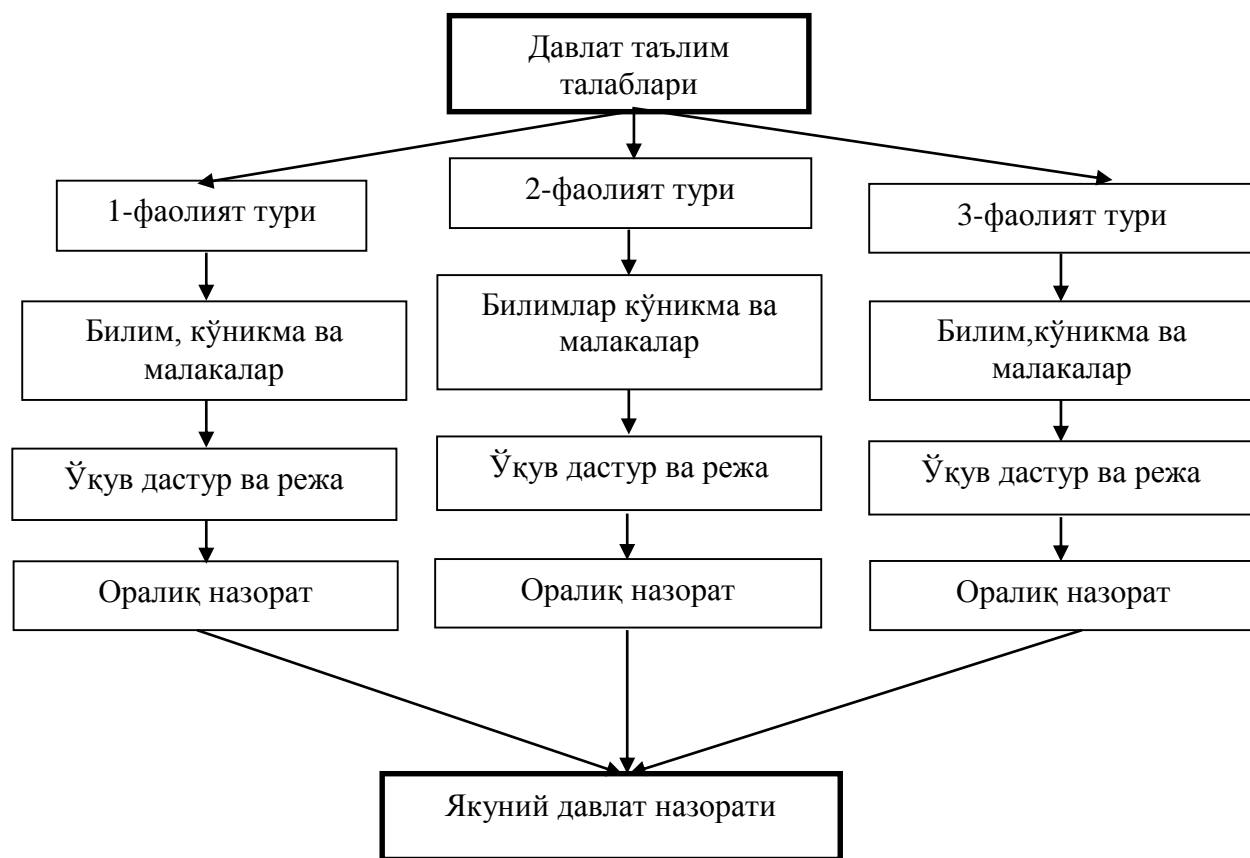 Давлат таълим
талаблари
1-фаолият тури
2-фаолият тури
3-фаолият тури
Билим, кўникма ва
малакалар
Билимлар кўникма ва
малакалар
Билим,кўникма ва
малакалар
Ўқув дастур ва режа
Ўқув дастур ва режа
Ўқув дастур ва режа
Оралиқ назорат
Оралиқ назорат
Оралиқ назорат
Якуний давлат назорати